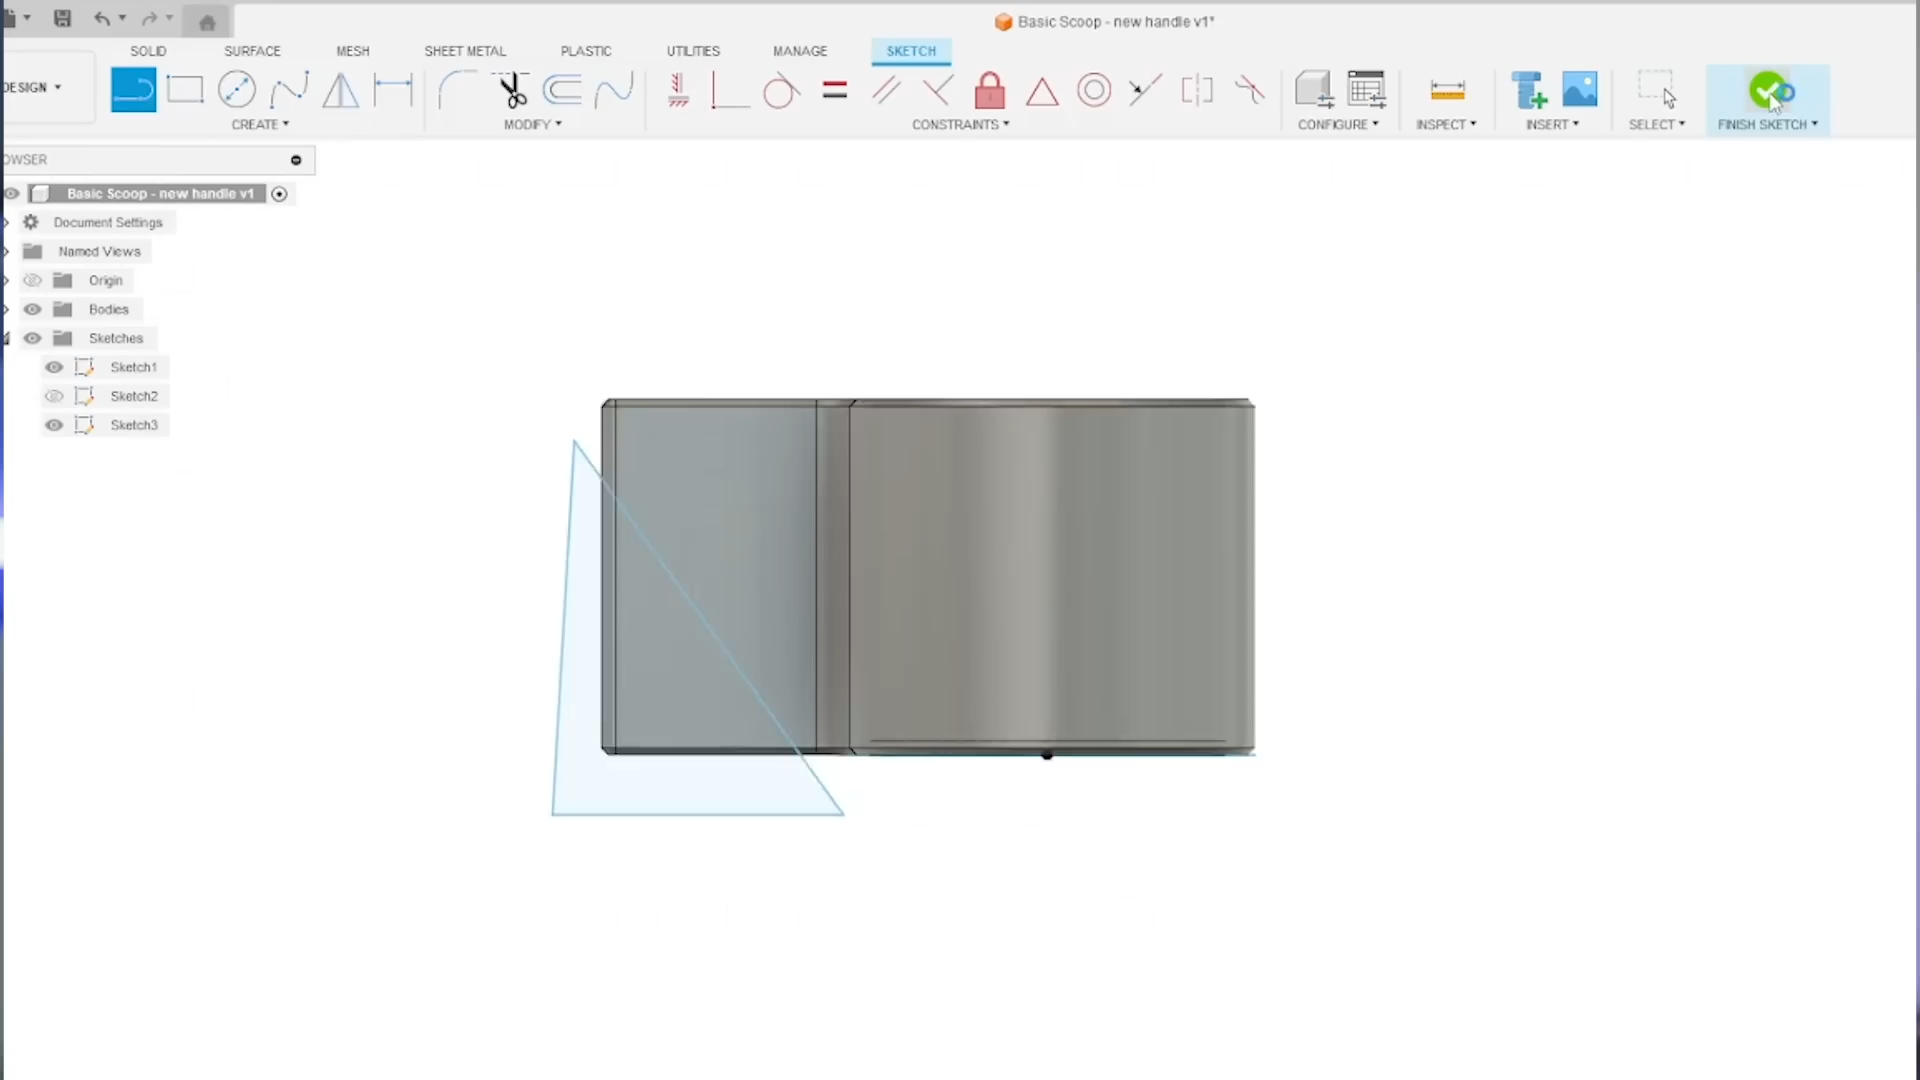 Basic Scoop - new handle v1*
SOLID SURFACE MESH SHEET METAL PLASTIC UTILITIES MANAGE SKETCH
DESIGN
CREATE MODIFY CONSTRAINTS CONFIGURE INSPECT INSERT SELECT FINISH SKETCH
OWSER
Basic Scoop - new handle v1
Document Settings
Named Views
Origin
Bodies
Sketches
Sketch1
Sketch2
Sketch3